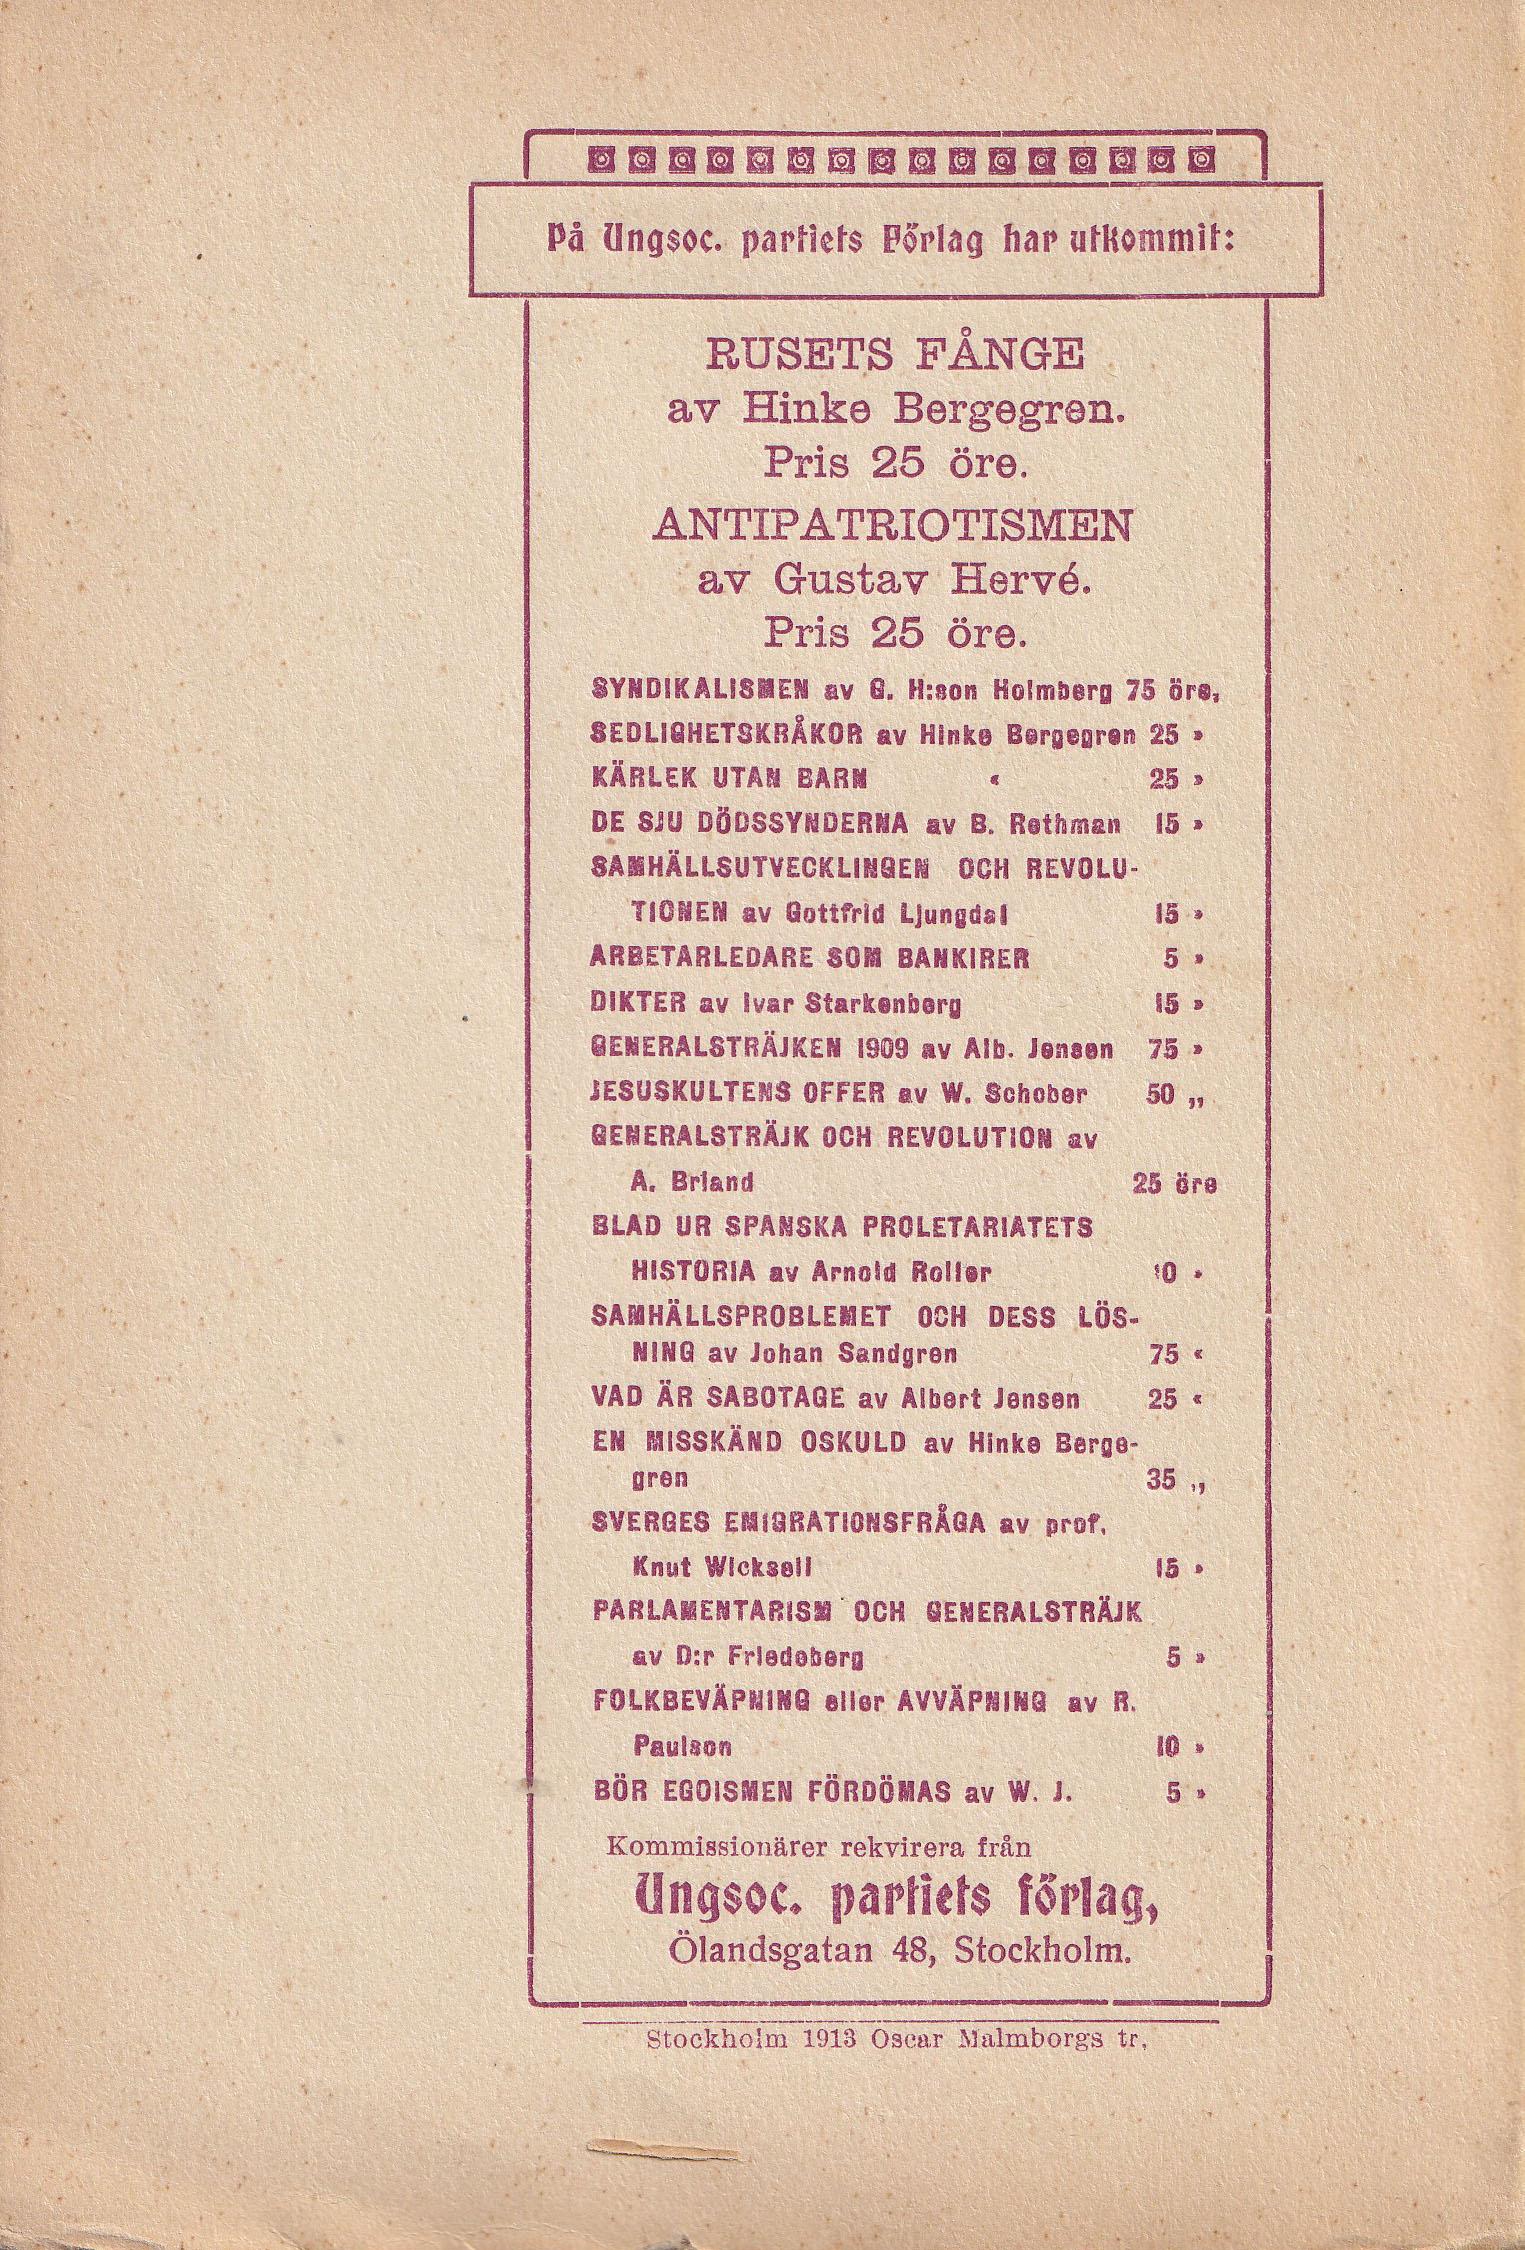 På Ungsoc. partiets Förlag har utkommit:
RUSETS FÅNGE
av Hinke Bergegren.
Pris 25 öre.
ANTIPATRIOTISMEN
av Gustav Hervé.
Pris 25 öre.
SYNDIKALISMEN av G. H:son Holmberg 75 öre,
SEDLIGHETSKRÅKOR av Hinke Bergegren 25 »
KÄRLEK UTAN BARN « 25 »
DE SJU DÖDSSYNDERNA av B. Rothman 15 »
SAMHÄLLSUTVECKLINGEN OCH REVOLU-
TIONEN av Gottfrid Ljungdal 15 »
ARBETARLEDARE SOM BANKIRER 5 »
DIKTER av Ivar Starkenberg 15 »
GENERALSTRÄJKEN 1909 av Alb. Jensen 75 »
JESUSKULTENS OFFER av W. Schober 50 „
GENERALSTRÄJK OCH REVOLUTION av
A. Briand 25 öre
BLAD UR SPANSKA PROLETARIATETS
HISTORIA av Arnold Roller 10 »
SAMHÄLLSPROBLEMET OCH DESS LÖS-
NING av Johan Sandgren 75 «
VAD ÄR SABOTAGE av Albert Jensen 25 «
EN MISSKÄND OSKULD av Hinke Berge-
gren 35 „
SVERGES EMIGRATIONSFRÅGA av prof.
Knut Wicksell 15 »
PARLAMENTARISM OCH GENERALSTRÄJK
av D:r Friedeberg 5 »
FOLKBEVÄPNING eller AVVÄPNING av R.
Paulson 10 »
BÖR EGOISMEN FÖRDÖMAS av W. J. 5 »
Kommissionärer rekvirera från
Ungsoc. partiets förlag,
Ölandsgatan 48, Stockholm.
Stockholm 1913 Oscar Malmborgs tr.